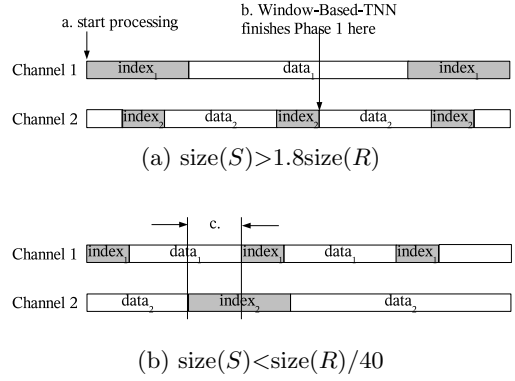 a. start processing
b. Window-Based-TNN
finishes Phase 1 here
Channel 1 index₁ data₁ index₁
Channel 2 index₂ data₂ index₂ data₂ index₂
(a) size(S)>1.8size(R)
c.
Channel 1 index₁ data₁ index₁ data₁ index₁
Channel 2 data₂ index₂ data₂
(b) size(S)<size(R)/40